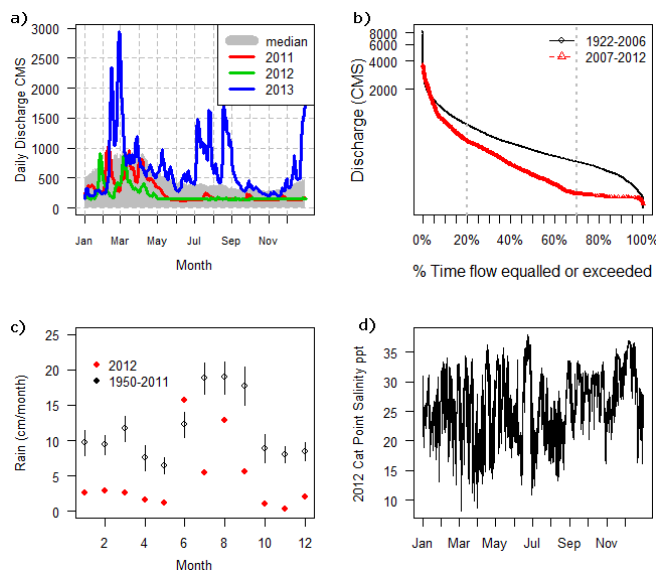 a)
3000
2500
2000
1500
1000
500
0
Daily Discharge CMS
median
2011
2012
2013
Jan Mar May Jul Sep Nov
Month
b)
8000
6000
4000
2000
Discharge (CMS)
1922-2006
2007-2012
0% 20% 40% 60% 80% 100%
% Time flow equalled or exceeded
c)
25
20
15
10
5
0
Rain (cm/month)
2012
1950-2011
2 4 6 8 10 12
Month
d)
35
30
25
20
15
10
2012 Cat Point Salinity ppt
Jan Mar May Jul Sep Nov